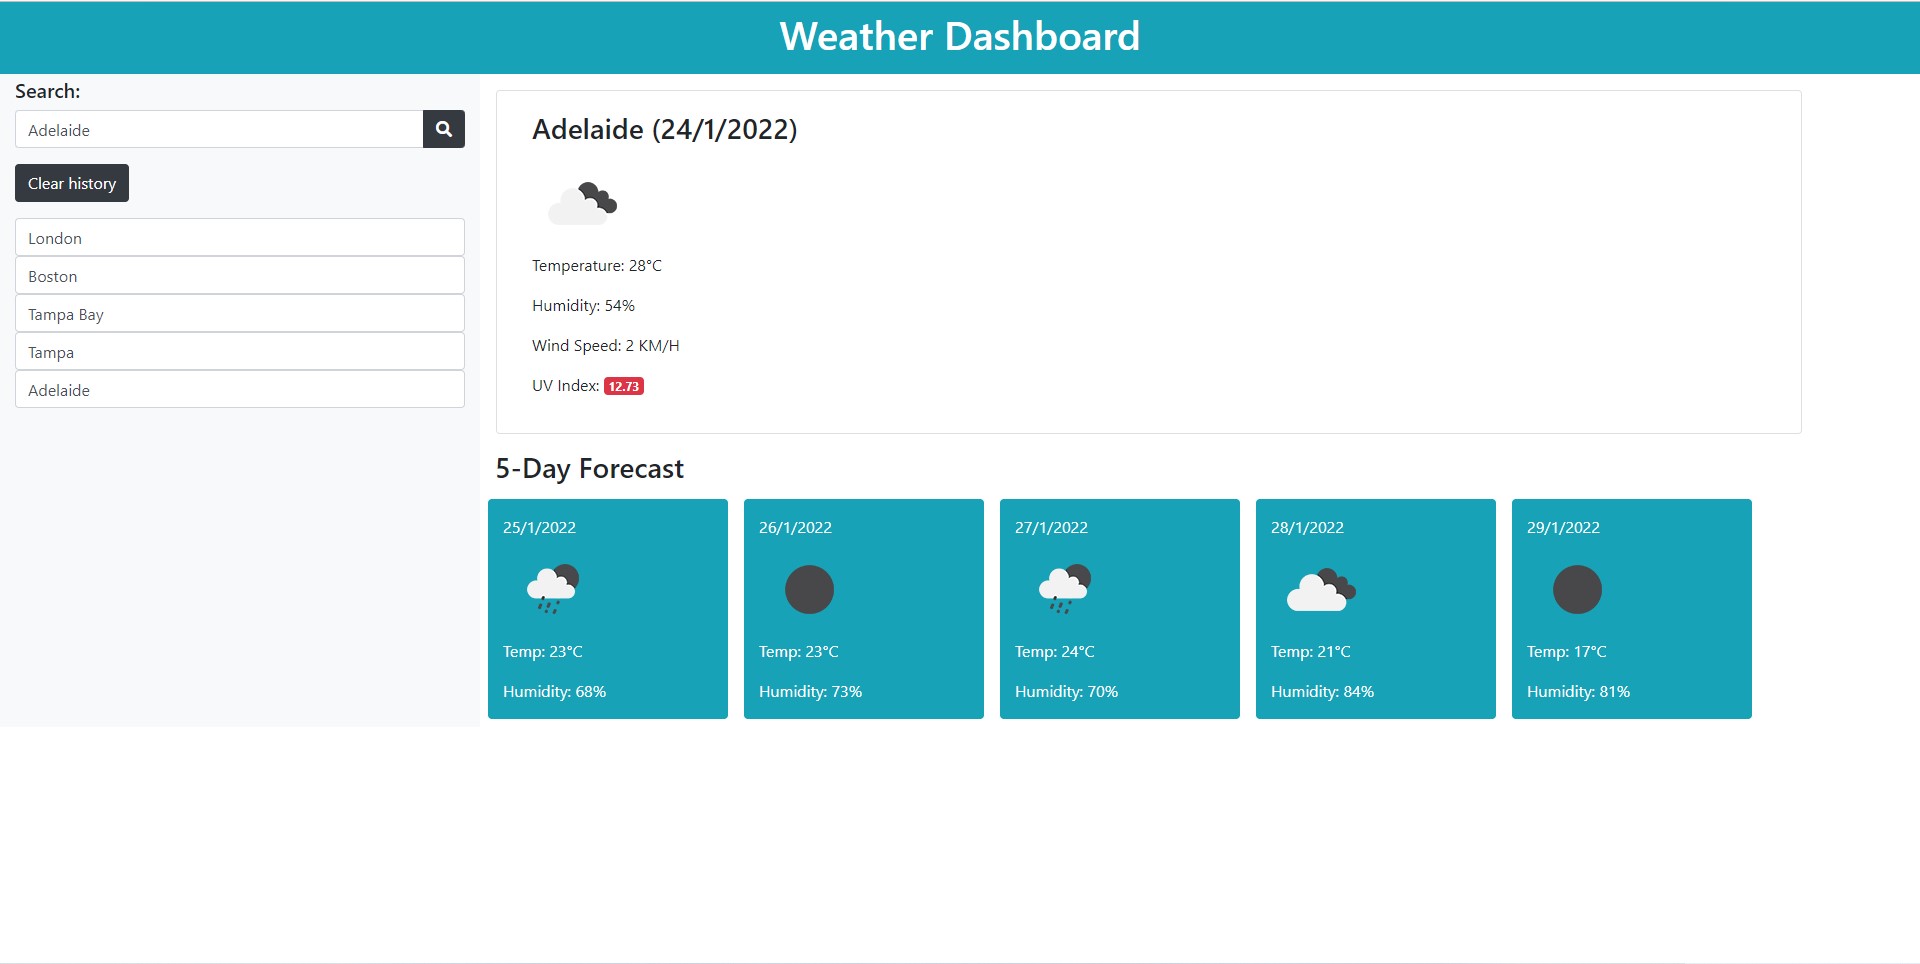 Weather Dashboard
Search:
Adelaide
Clear history
London
Boston
Tampa Bay
Tampa
Adelaide
Adelaide (24/1/2022)
Temperature: 28°C
Humidity: 54%
Wind Speed: 2 KM/H
UV Index: 12.73
5-Day Forecast
25/1/2022
Temp: 23°C
Humidity: 68%
26/1/2022
Temp: 23°C
Humidity: 73%
27/1/2022
Temp: 24°C
Humidity: 70%
28/1/2022
Temp: 21°C
Humidity: 84%
29/1/2022
Temp: 17°C
Humidity: 81%